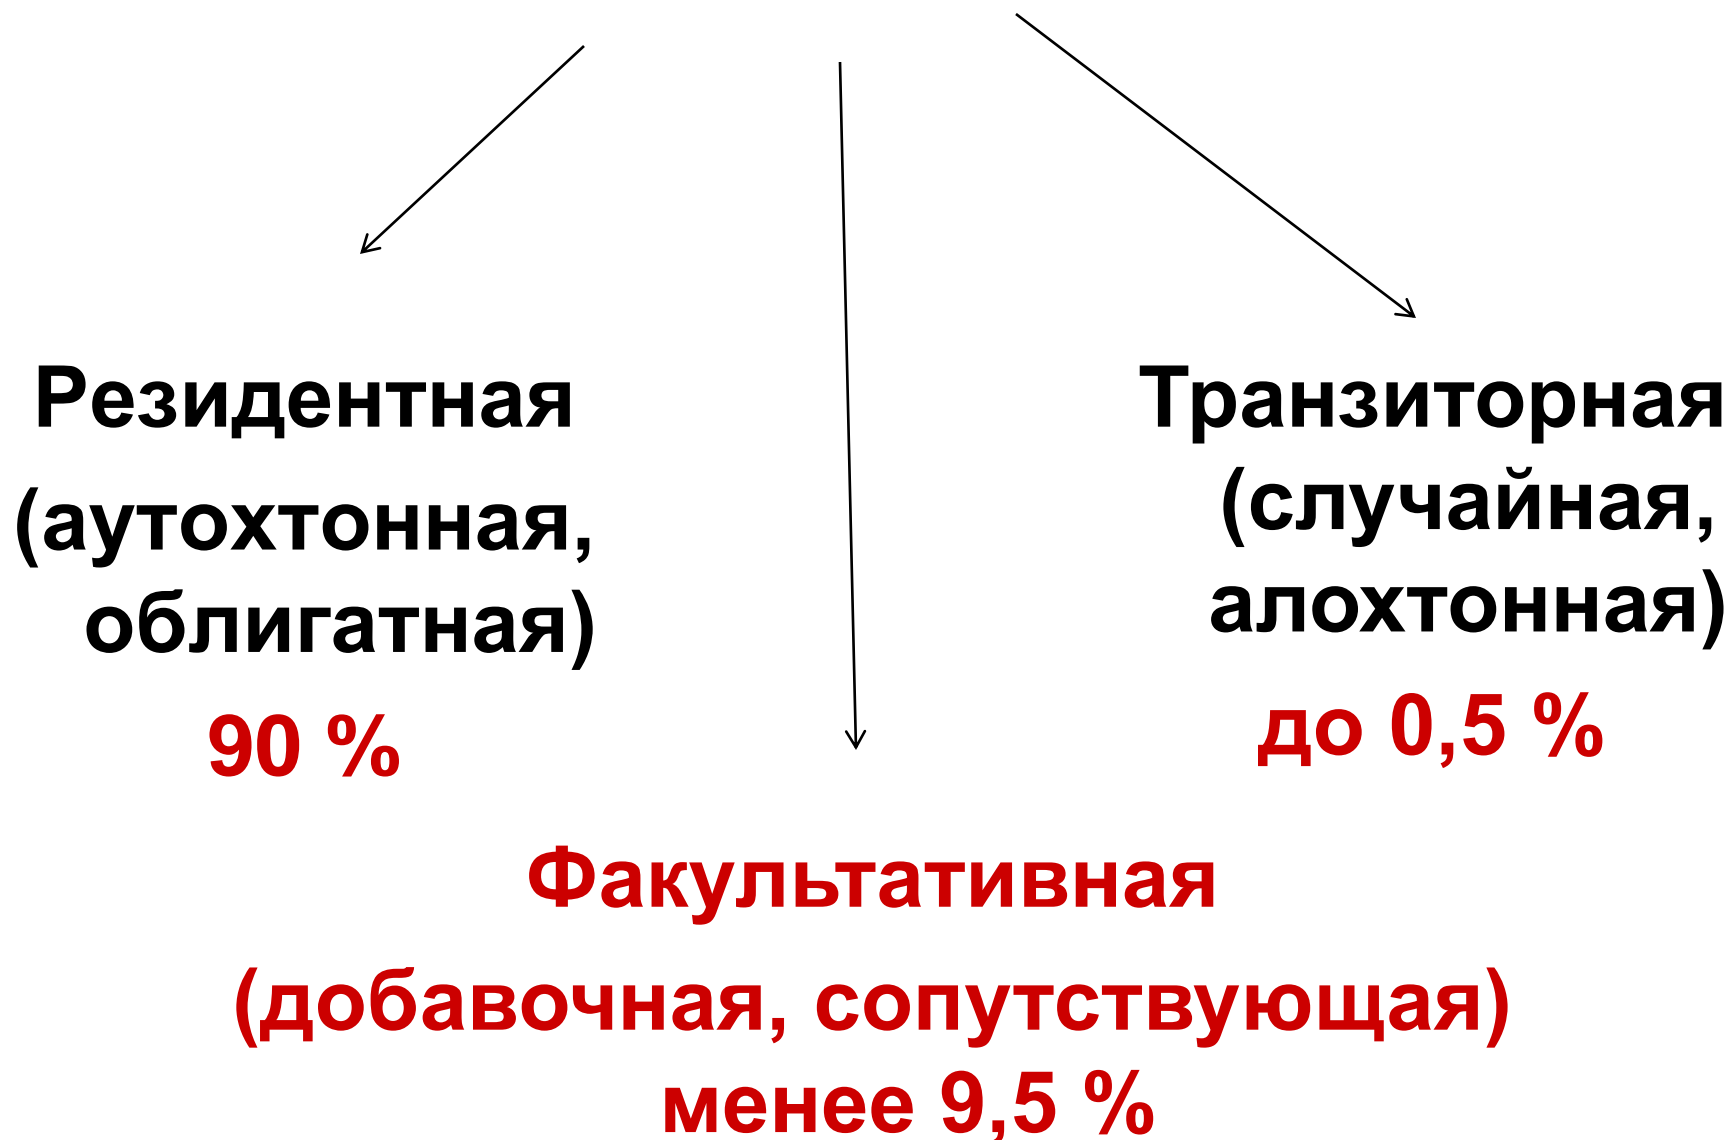 Резидентная
(аутохтонная,
облигатная)
90 %
Транзиторная
(случайная,
алохтонная)
до 0,5 %
Факультативная
(добавочная, сопутствующая)
менее 9,5 %